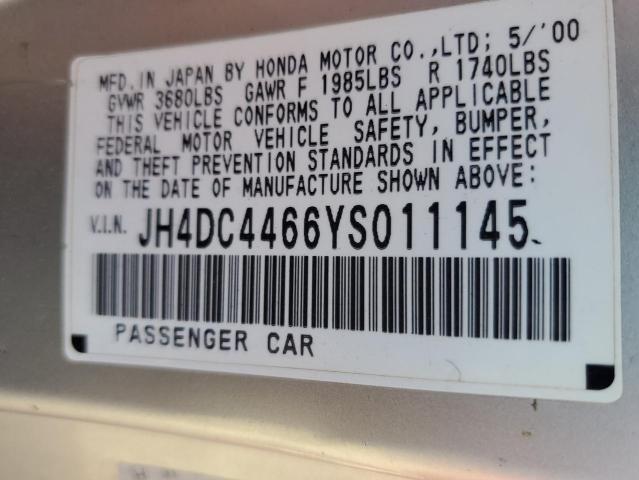 MFD. IN JAPAN BY HONDA MOTOR CO.,LTD; 5/'00
GVWR 3680LBS GAWR F 1985LBS R 1740LBS
THIS VEHICLE CONFORMS TO ALL APPLICABLE
FEDERAL MOTOR VEHICLE SAFETY, BUMPER,
AND THEFT PREVENTION STANDARDS IN EFFECT
ON THE DATE OF MANUFACTURE SHOWN ABOVE:
V.I.N. JH4DC4466YS011145
PASSENGER CAR